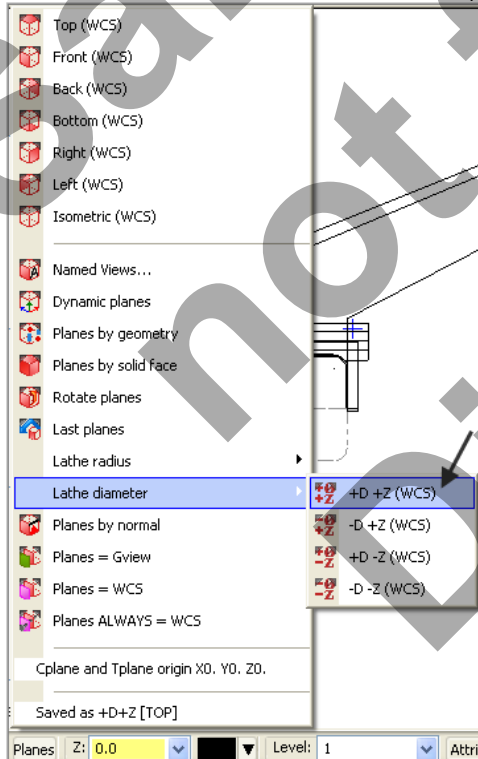 Top (WCS)
Front (WCS)
Back (WCS)
Bottom (WCS)
Right (WCS)
Left (WCS)
Isometric (WCS)
Named Views...
Dynamic planes
Planes by geometry
Planes by solid face
Rotate planes
Last planes
Lathe radius
Lathe diameter
+D +Z (WCS)
-D +Z (WCS)
+D -Z (WCS)
-D -Z (WCS)
Planes by normal
Planes = Gview
Planes = WCS
Planes ALWAYS = WCS
Cplane and Tplane origin X0. Y0. Z0.
Saved as +D+Z [TOP]
Planes Z: 0.0 Level: 1 Attri
not